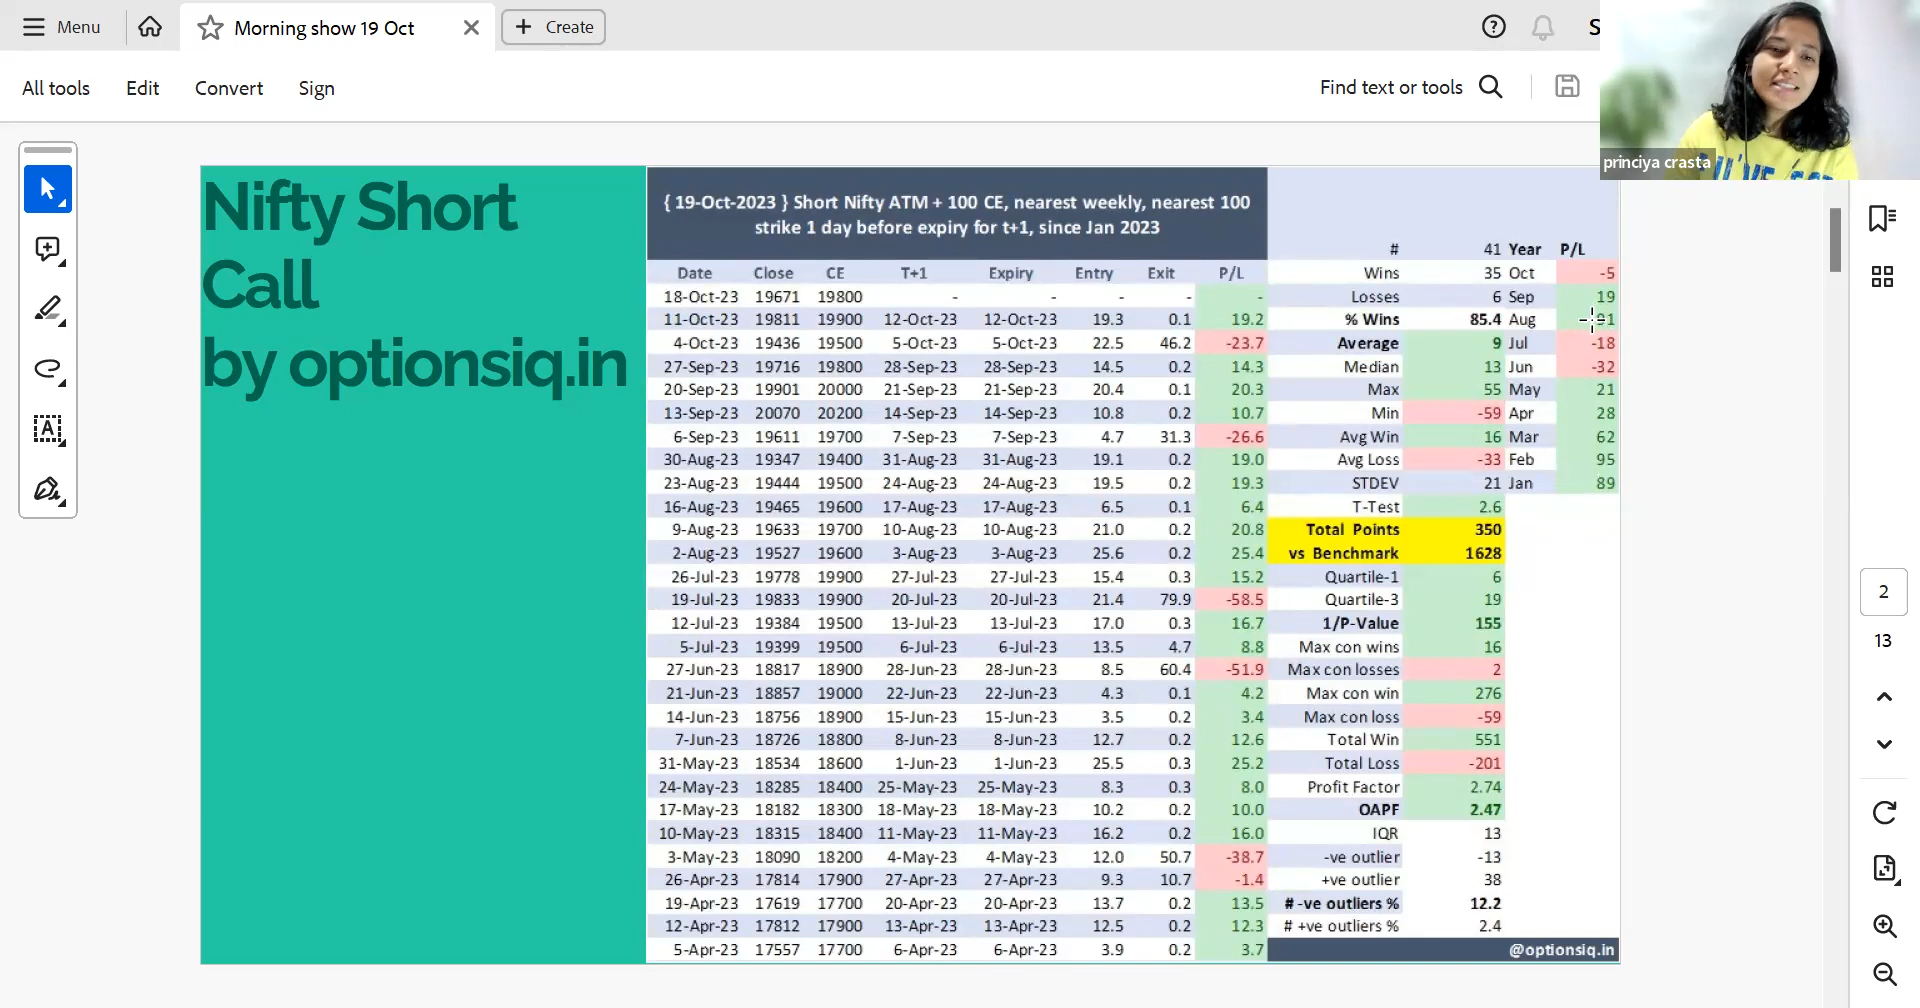 Menu
Morning show 19 Oct
Create
All tools
Edit
Convert
Sign
Find text or tools
princiya crasta
Nifty Short
Call
by optionsiq.in
{ 19-Oct-2023 } Short Nifty ATM + 100 CE, nearest weekly, nearest 100
strike 1 day before expiry for t+1, since Jan 2023
Date Close CE T+1 Expiry Entry Exit P/L
18-Oct-23 19671 19800 - - - - -
11-Oct-23 19811 19900 12-Oct-23 12-Oct-23 19.3 0.1 19.2
4-Oct-23 19436 19500 5-Oct-23 5-Oct-23 22.5 46.2 -23.7
27-Sep-23 19716 19800 28-Sep-23 28-Sep-23 14.5 0.2 14.3
20-Sep-23 19901 20000 21-Sep-23 21-Sep-23 20.4 0.1 20.3
13-Sep-23 20070 20200 14-Sep-23 14-Sep-23 10.8 0.2 10.7
6-Sep-23 19611 19700 7-Sep-23 7-Sep-23 4.7 31.3 -26.6
30-Aug-23 19347 19400 31-Aug-23 31-Aug-23 19.1 0.2 19.0
23-Aug-23 19444 19500 24-Aug-23 24-Aug-23 19.5 0.2 19.3
16-Aug-23 19465 19600 17-Aug-23 17-Aug-23 6.5 0.1 6.4
9-Aug-23 19633 19700 10-Aug-23 10-Aug-23 21.0 0.2 20.8
2-Aug-23 19527 19600 3-Aug-23 3-Aug-23 25.6 0.2 25.4
26-Jul-23 19778 19900 27-Jul-23 27-Jul-23 15.4 0.3 15.2
19-Jul-23 19833 19900 20-Jul-23 20-Jul-23 21.4 79.9 -58.5
12-Jul-23 19384 19500 13-Jul-23 13-Jul-23 17.0 0.3 16.7
5-Jul-23 19399 19500 6-Jul-23 6-Jul-23 13.5 4.7 8.8
27-Jun-23 18817 18900 28-Jun-23 28-Jun-23 8.5 60.4 -51.9
21-Jun-23 18857 19000 22-Jun-23 22-Jun-23 4.3 0.1 4.2
14-Jun-23 18756 18900 15-Jun-23 15-Jun-23 3.5 0.2 3.4
7-Jun-23 18726 18800 8-Jun-23 8-Jun-23 12.7 0.2 12.6
31-May-23 18534 18600 1-Jun-23 1-Jun-23 25.5 0.3 25.2
24-May-23 18285 18400 25-May-23 25-May-23 8.3 0.3 8.0
17-May-23 18182 18300 18-May-23 18-May-23 10.2 0.2 10.0
10-May-23 18315 18400 11-May-23 11-May-23 16.2 0.2 16.0
3-May-23 18090 18200 4-May-23 4-May-23 12.0 50.7 -38.7
26-Apr-23 17814 17900 27-Apr-23 27-Apr-23 9.3 10.7 -1.4
19-Apr-23 17619 17700 20-Apr-23 20-Apr-23 13.7 0.2 13.5
12-Apr-23 17812 17900 13-Apr-23 13-Apr-23 12.5 0.2 12.3
5-Apr-23 17557 17700 6-Apr-23 6-Apr-23 3.9 0.2 3.7
# 41 Year P/L
Wins 35 Oct -5
Losses 6 Sep 19
% Wins 85.4 Aug
Average 9 Jul -18
Median 13 Jun -32
Max 55 May 21
Min -59 Apr 28
Avg Win 16 Mar 62
Avg Loss -33 Feb 95
STDEV 21 Jan 89
T-Test 2.6
Total Points 350
vs Benchmark 1628
Quartile-1 6
Quartile-3 19
1/P-Value 155
Max con wins 16
Max con losses 2
Max con win 276
Max con loss -59
Total Win 551
Total Loss -201
Profit Factor 2.74
OAPF 2.47
IQR 13
-ve outlier -13
+ve outlier 38
# -ve outliers % 12.2
# +ve outliers % 2.4
@optionsiq.in
2
13